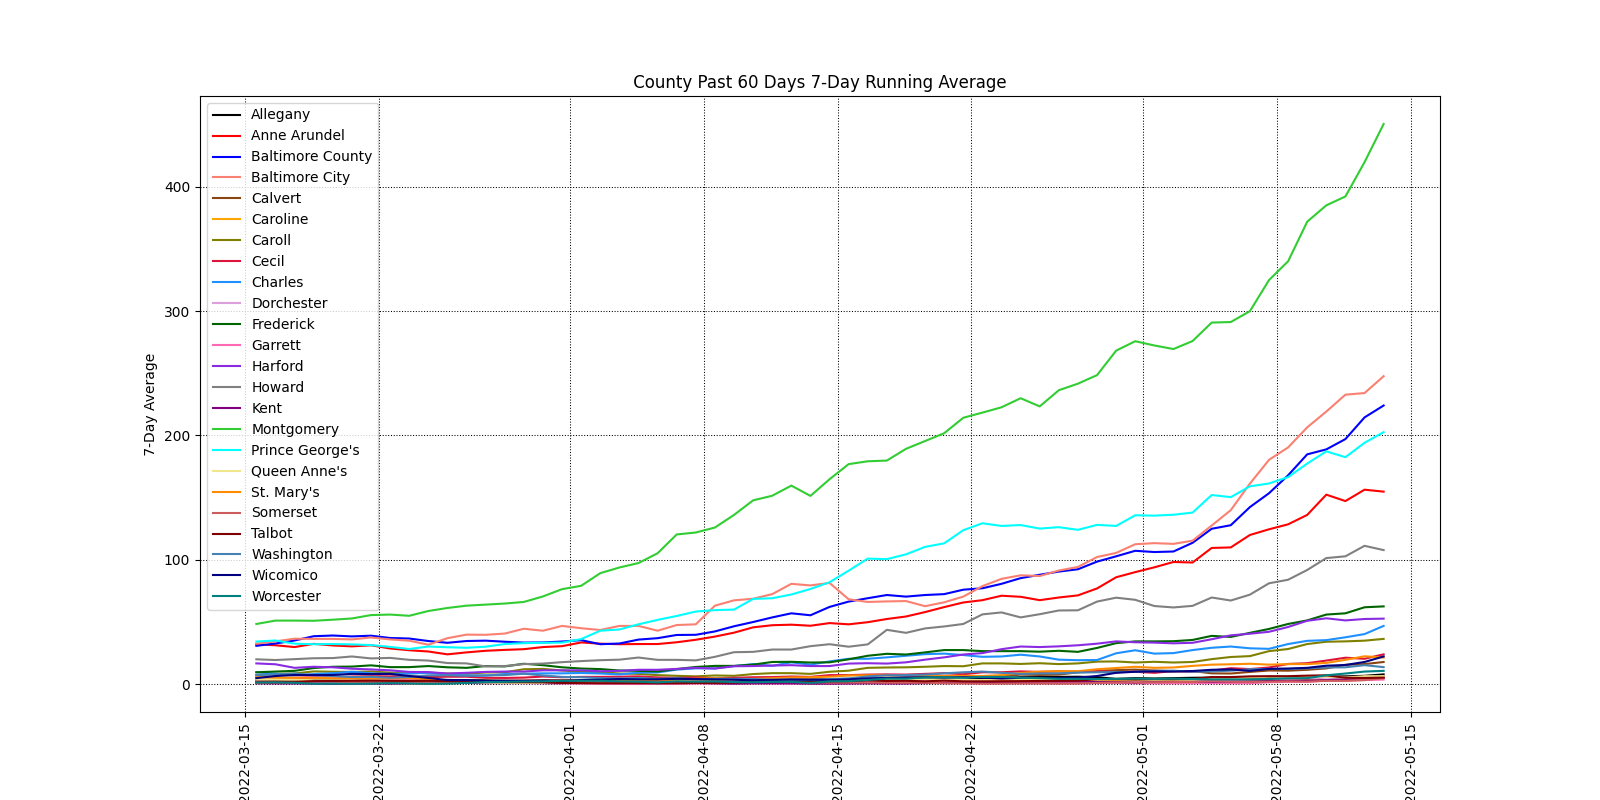 County Past 60 Days 7-Day Running Average
Allegany
Anne Arundel
Baltimore County
Baltimore City
Calvert
Caroline
Caroll
Cecil
Charles
Dorchester
Frederick
Garrett
Harford
Howard
Kent
Montgomery
Prince George's
Queen Anne's
St. Mary's
Somerset
Talbot
Washington
Wicomico
Worcester
7-Day Average
400
300
200
100
0
2022-03-15
2022-03-22
2022-04-01
2022-04-08
2022-04-15
2022-04-22
2022-05-01
2022-05-08
2022-05-15